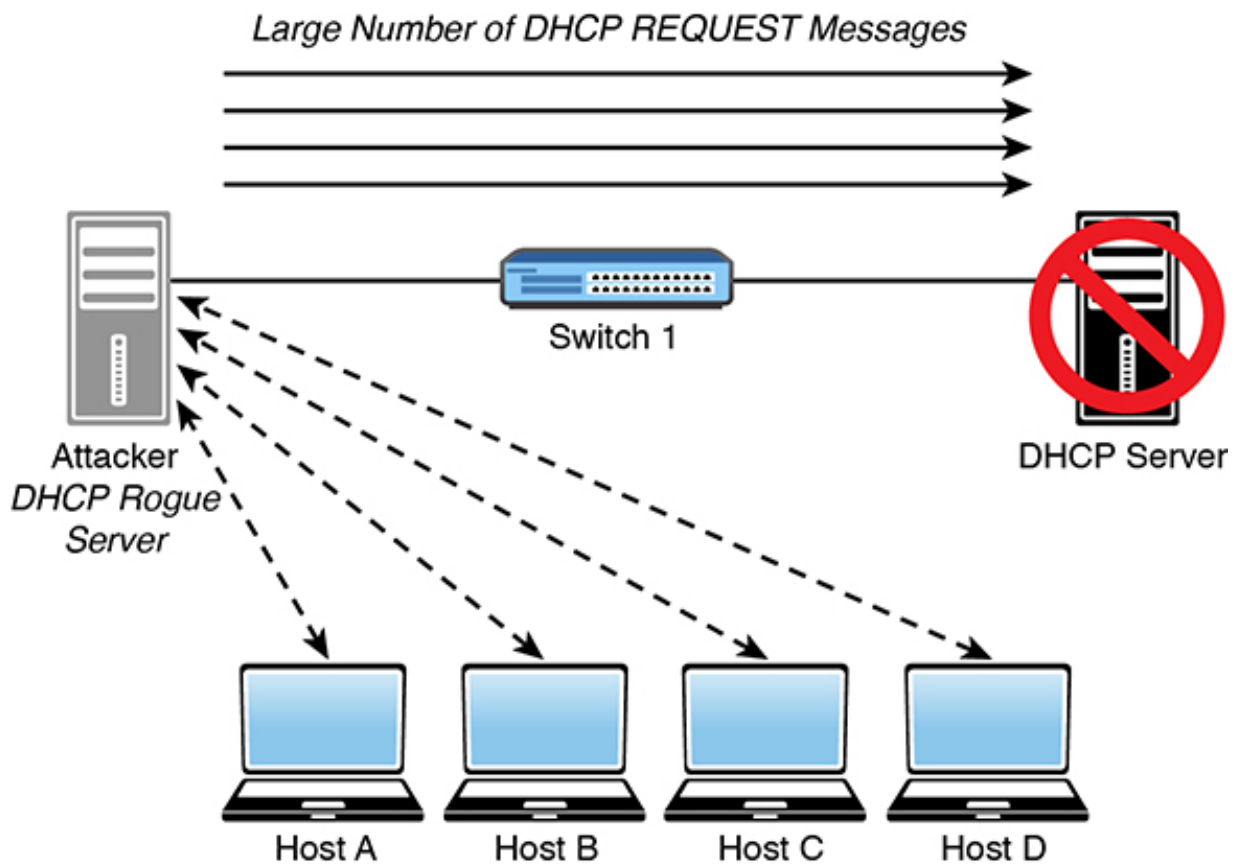 Large Number of DHCP REQUEST Messages
Switch 1
Attacker
DHCP Rogue
Server
DHCP Server
Host A
Host B
Host C
Host D